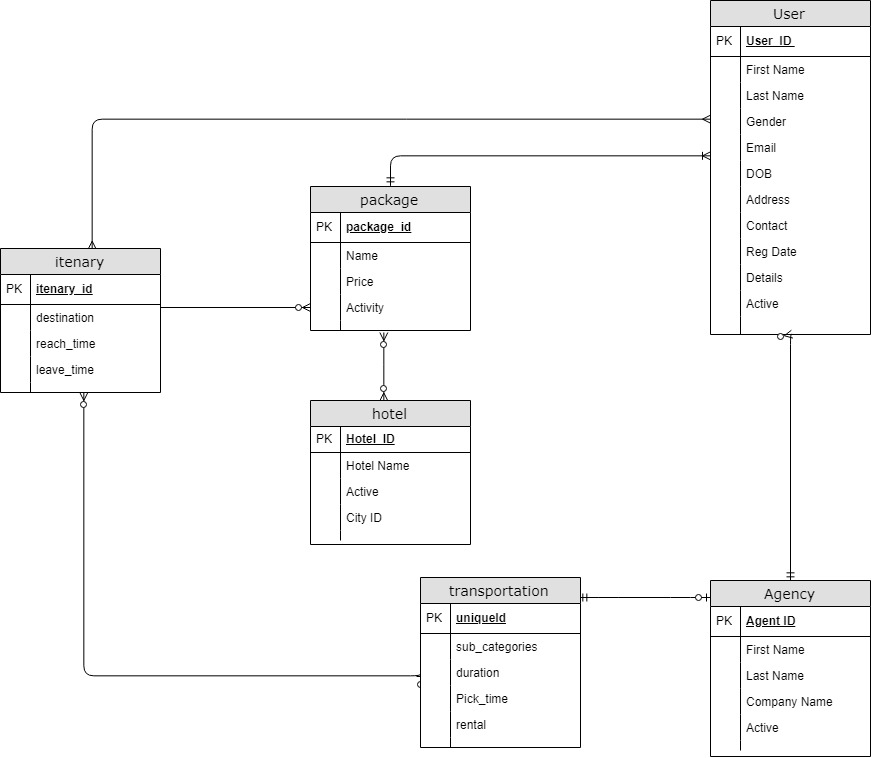 User
PK User_ID
First Name
Last Name
Gender
Email
DOB
Address
Contact
Reg Date
Details
Active
package
PK package_id
Name
Price
Activity
itenary
PK itenary_id
destination
reach_time
leave_time
hotel
PK Hotel_ID
Hotel Name
Active
City ID
transportation
PK uniqueId
sub_categories
duration
Pick_time
rental
Agency
PK Agent ID
First Name
Last Name
Company Name
Active